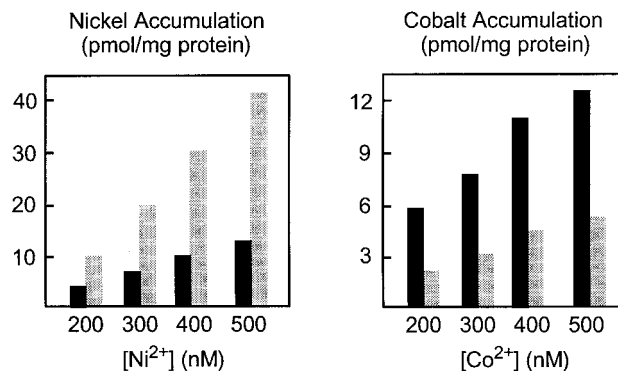 Nickel Accumulation
(pmol/mg protein)
40
30
20
10
200 300 400 500
[Ni²⁺] (nM)
Cobalt Accumulation
(pmol/mg protein)
12
9
6
3
200 300 400 500
[Co²⁺] (nM)